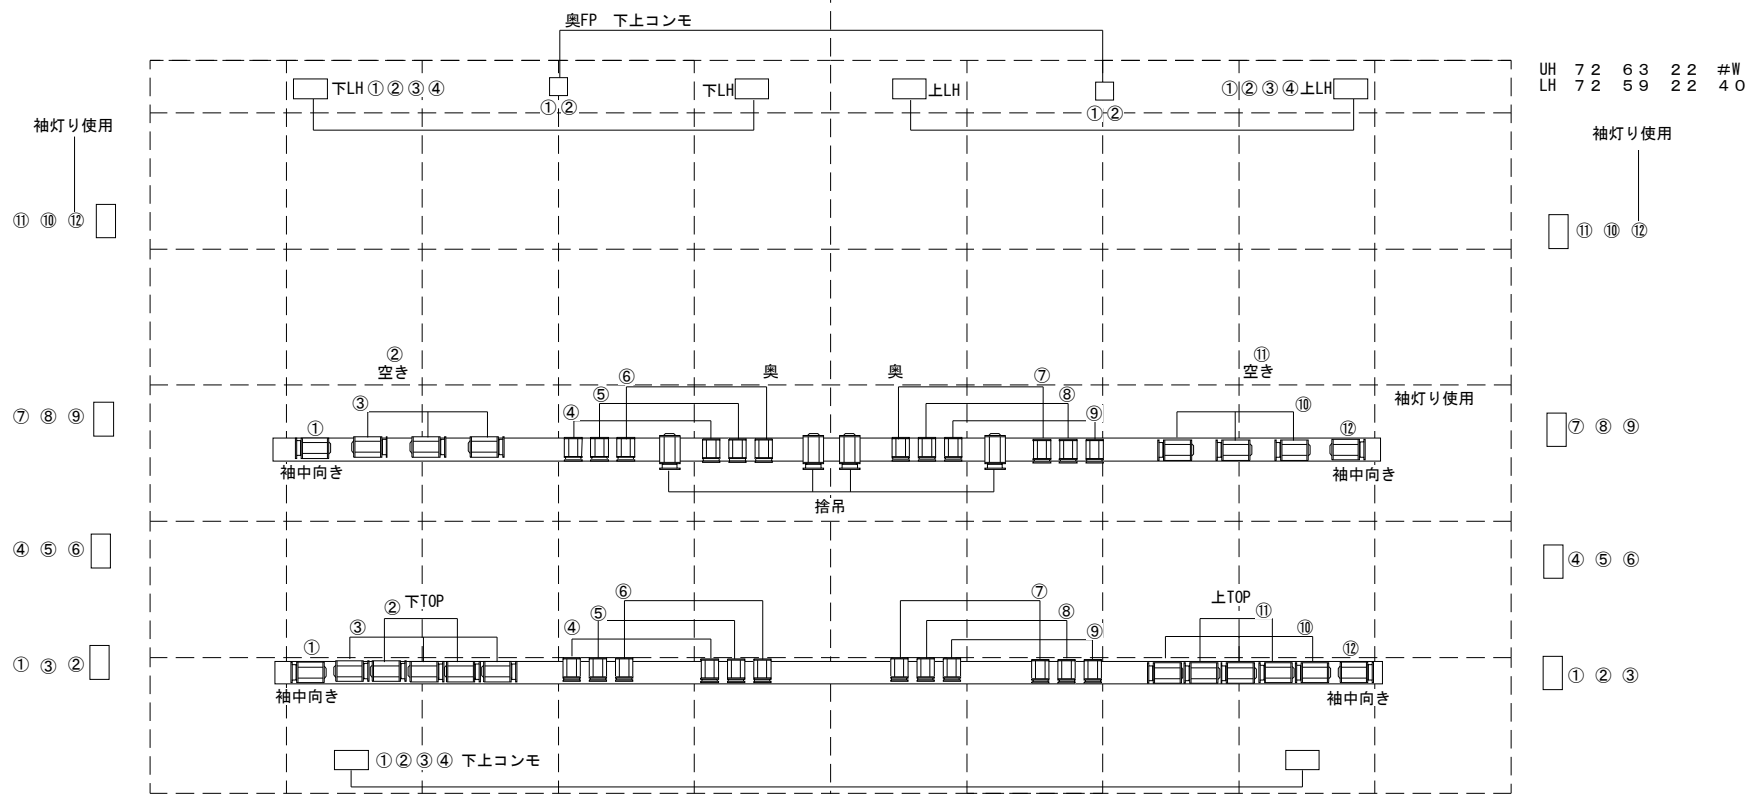 奥FP 下上コンモ
UH 72 63 22 #W
LH 72 59 22 40
下LH ①②③④
下LH
上LH
①②③④上LH
①②
①②
袖灯り使用
袖灯り使用
⑪ ⑩ ⑫
⑪ ⑩ ⑫
②
空き
⑥
奥
奥
⑦
⑪
空き
袖灯り使用
⑦ ⑧ ⑨
①
③
④
⑤
⑧
⑨
⑩
⑫
⑦ ⑧ ⑨
袖中向き
袖中向き
捨吊
④ ⑤ ⑥
④ ⑤ ⑥
② 下TOP
⑥
⑦
上TOP
⑪
① ③ ②
①
③
④
⑤
⑧
⑨
⑩
⑫
① ② ③
袖中向き
袖中向き
①②③④ 下上コンモ